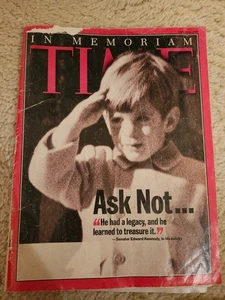 IN MEMORIAM
TIME
Ask Not...
“He had a legacy, and he
learned to treasure it.”
— Senator Edward Kennedy, in his eulogy